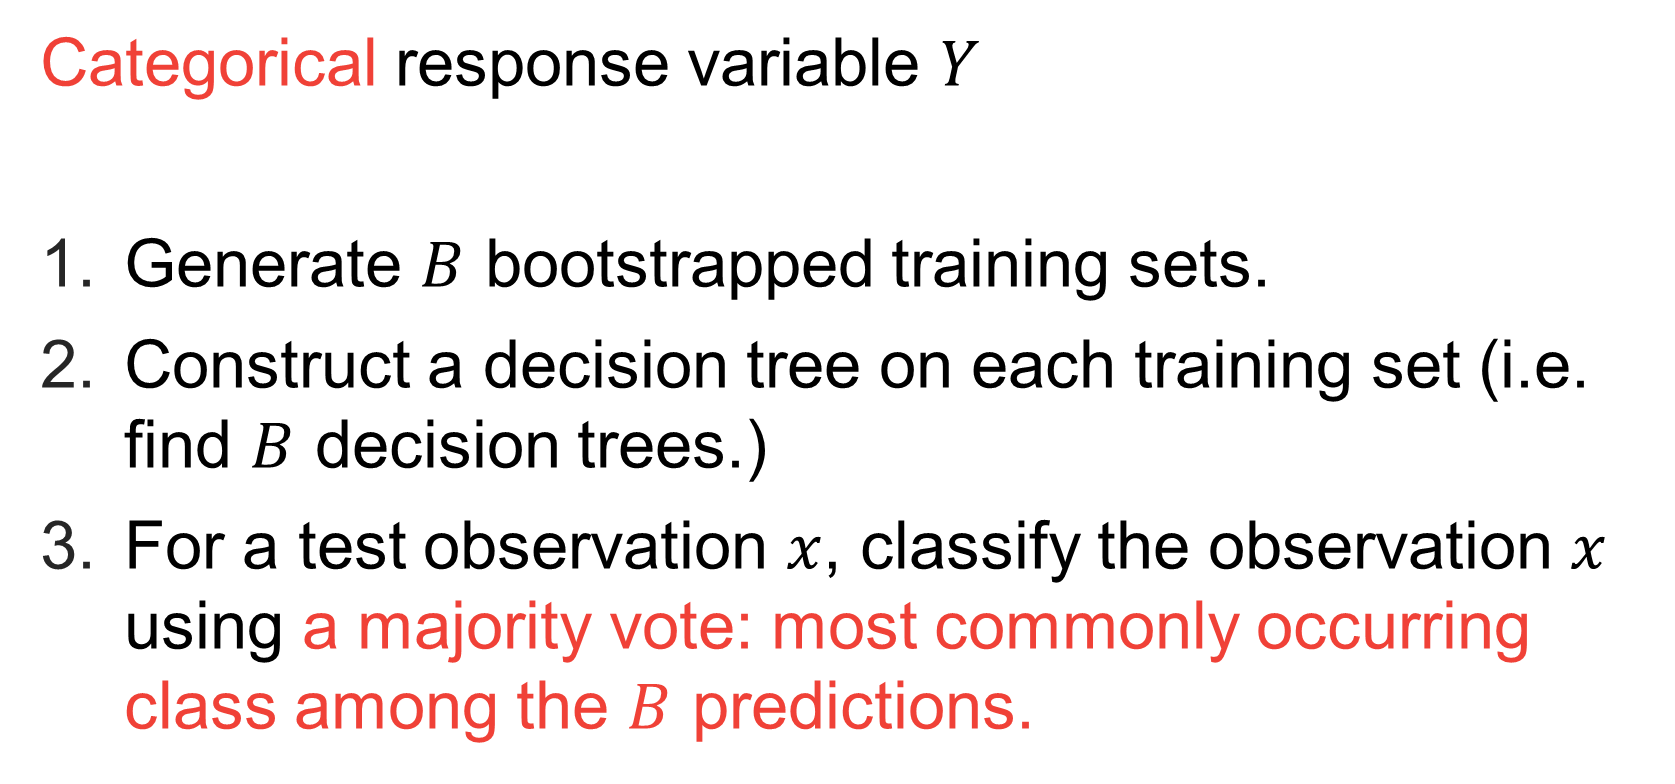 Categorical response variable Y
1. Generate B bootstrapped training sets.
2. Construct a decision tree on each training set (i.e.
find B decision trees.)
3. For a test observation x, classify the observation x
using a majority vote: most commonly occurring
class among the B predictions.